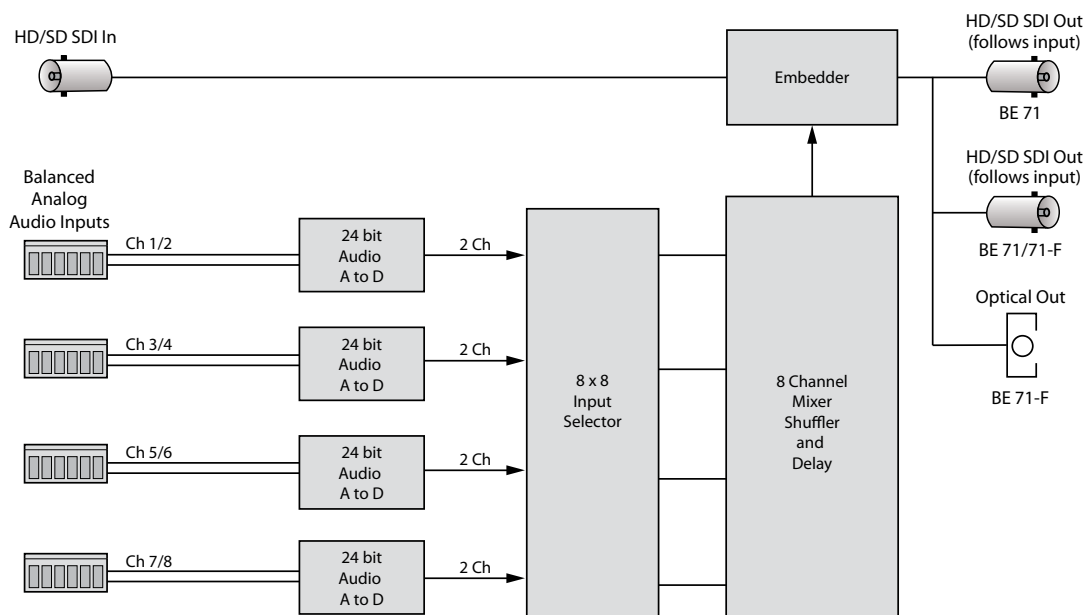 HD/SD SDI In
Embedder
HD/SD SDI Out
(follows input)
BE 71
HD/SD SDI Out
(follows input)
BE 71/71-F
Optical Out
BE 71-F
Balanced
Analog
Audio Inputs
Ch 1/2
24 bit
Audio
A to D
2 Ch
Ch 3/4
24 bit
Audio
A to D
2 Ch
Ch 5/6
24 bit
Audio
A to D
2 Ch
Ch 7/8
24 bit
Audio
A to D
2 Ch
8 x 8
Input
Selector
8 Channel
Mixer
Shuffler
and
Delay